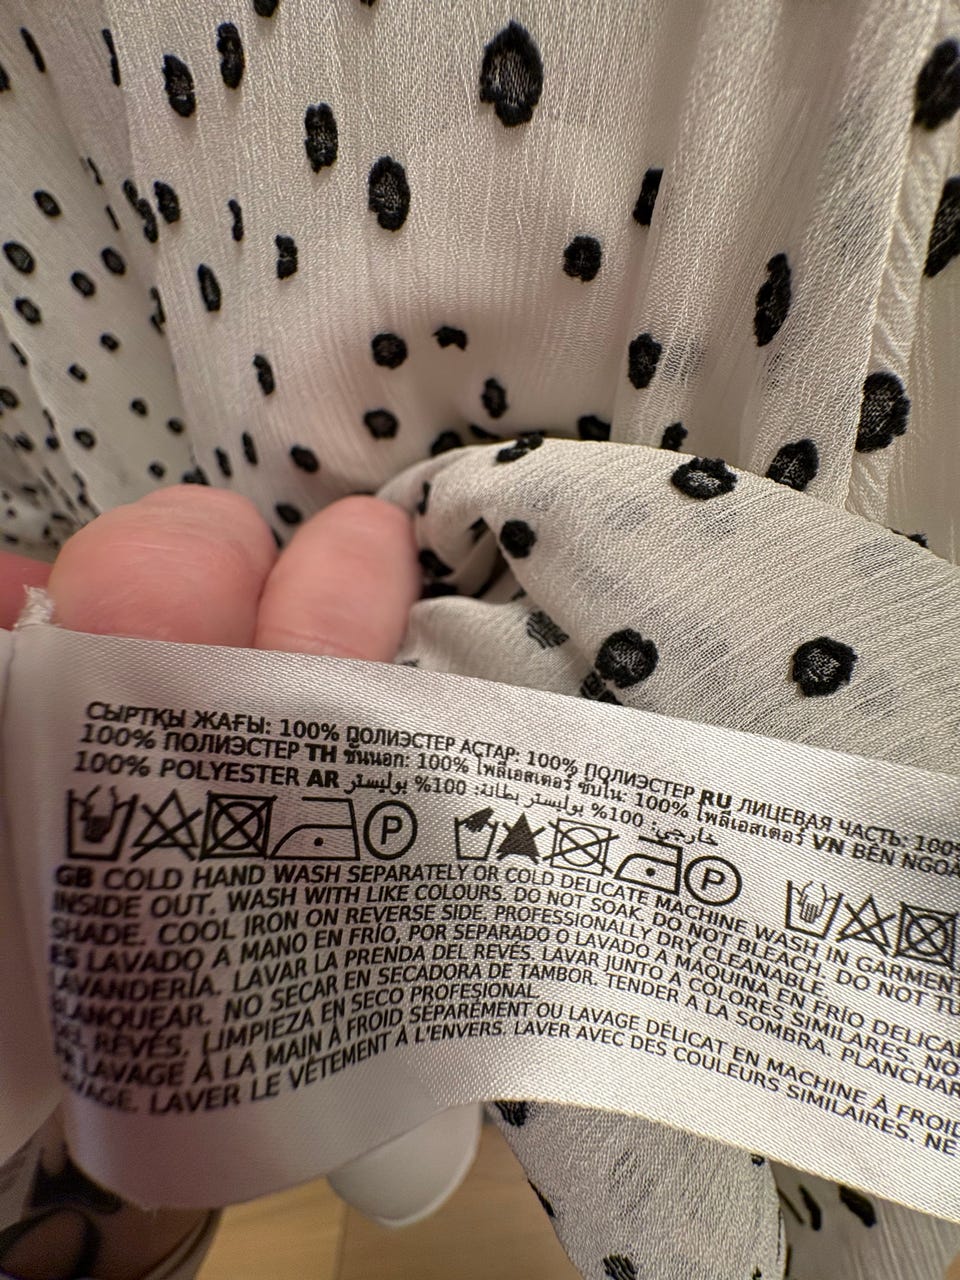 СЫРТҚЫ ЖАҒЫ: 100% ПОЛИЭСТЕР АСТАР: 100% ПОЛИЭСТЕР RU ЛИЦЕВАЯ ЧАСТЬ: 100%
100% ПОЛИЭСТЕР TH ชั้นนอก: 100% โพลีเอสเตอร์ ซับใน: 100% โพลีเอสเตอร์ VN BÊN NGOÀ
100% POLYESTER AR خارجي: 100% بوليستر بطانة: 100% بوليستر
P P
GB COLD HAND WASH SEPARATELY OR COLD DELICATE MACHINE WASH IN GARMENT
INSIDE OUT. WASH WITH LIKE COLOURS. DO NOT SOAK. DO NOT BLEACH. DO NOT TU
SHADE. COOL IRON ON REVERSE SIDE. PROFESSIONALLY DRY CLEANABLE.
ES LAVADO A MANO EN FRÍO, POR SEPARADO O LAVADO A MÁQUINA EN FRÍO DELICA
LAVANDERÍA. LAVAR LA PRENDA DEL REVÉS. LAVAR JUNTO A COLORES SIMILARES. NO
BLANQUEAR. NO SECAR EN SECADORA DE TAMBOR. TENDER A LA SOMBRA. PLANCHAR
DEL REVÉS. LIMPIEZA EN SECO PROFESIONAL.
FR LAVAGE À LA MAIN À FROID SÉPARÉMENT OU LAVAGE DÉLICAT EN MACHINE À FROID
LAVAGE. LAVER LE VÊTEMENT À L'ENVERS. LAVER AVEC DES COULEURS SIMILAIRES. NE